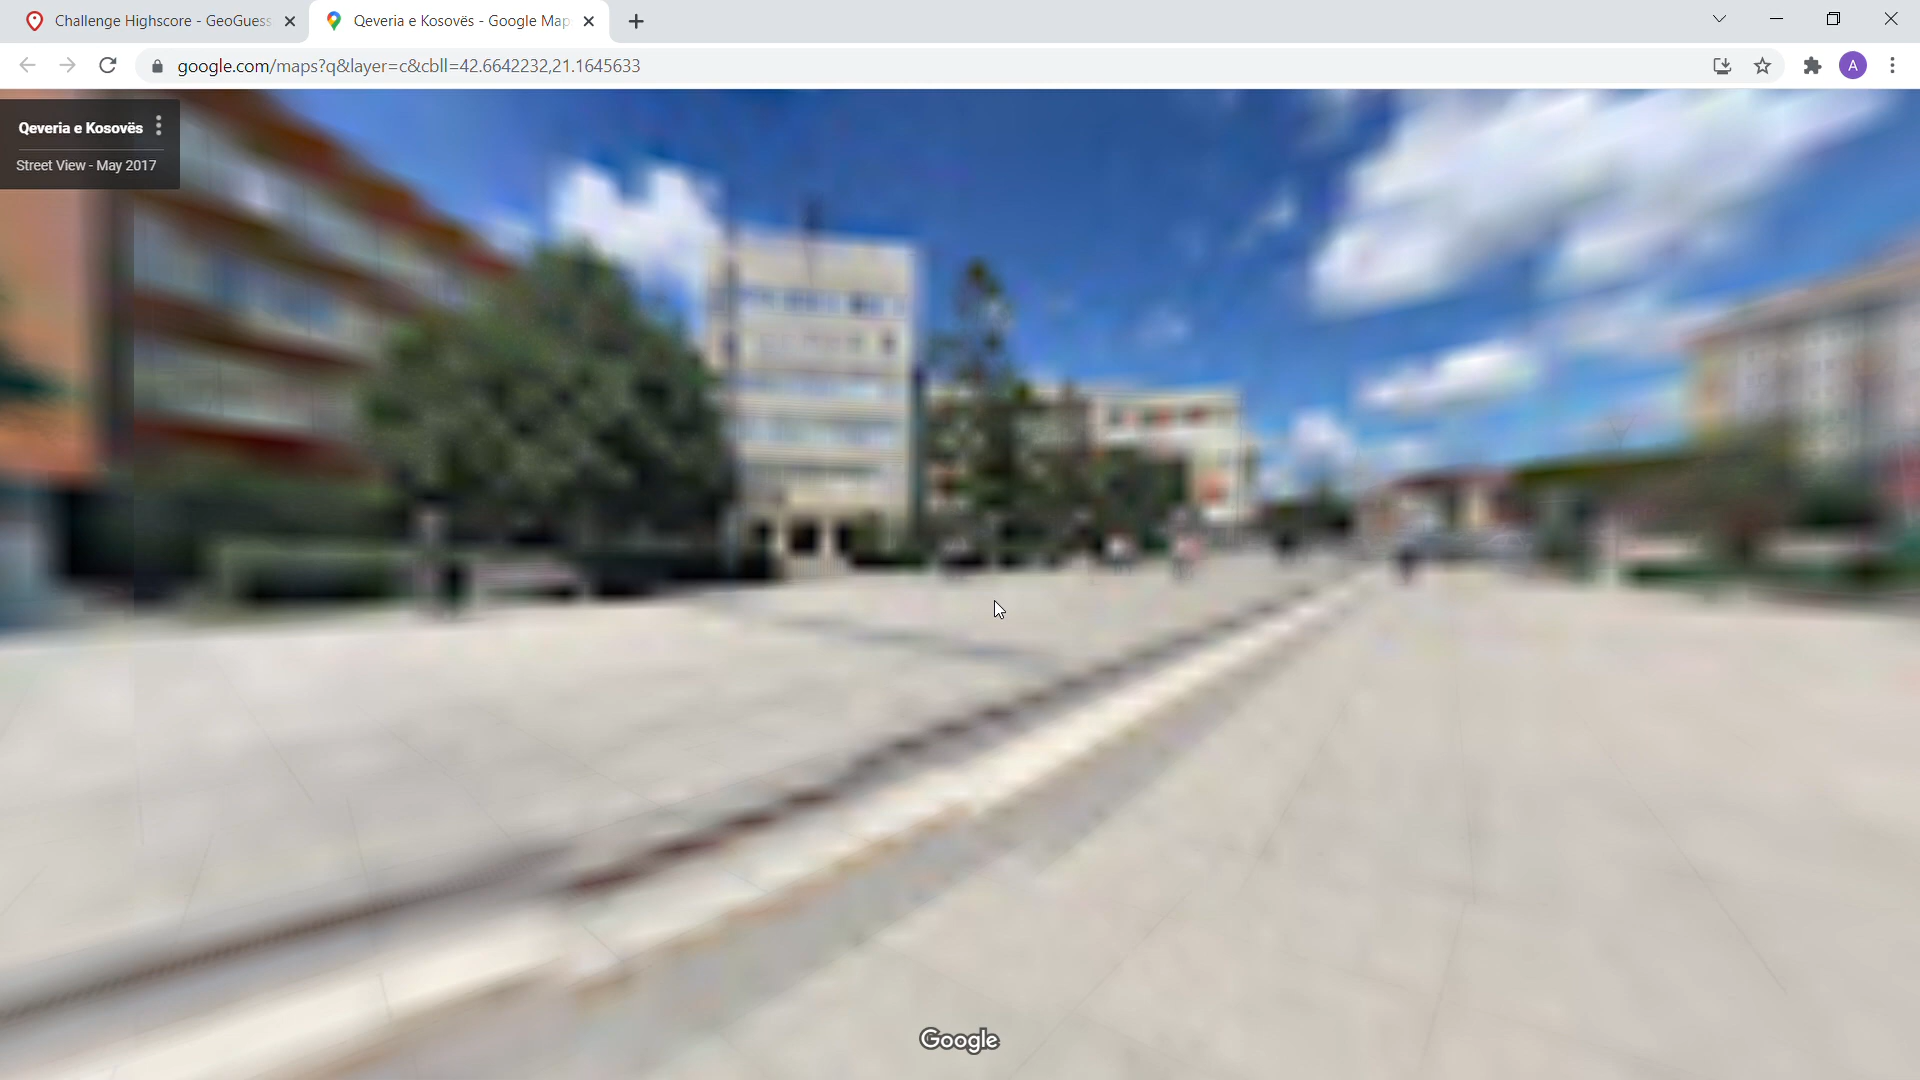 Challenge Highscore - GeoGuess
Qeveria e Kosovës - Google Map
google.com/maps?q&layer=c&cbll=42.6642232,21.1645633
A
Qeveria e Kosovës
Street View - May 2017
Google